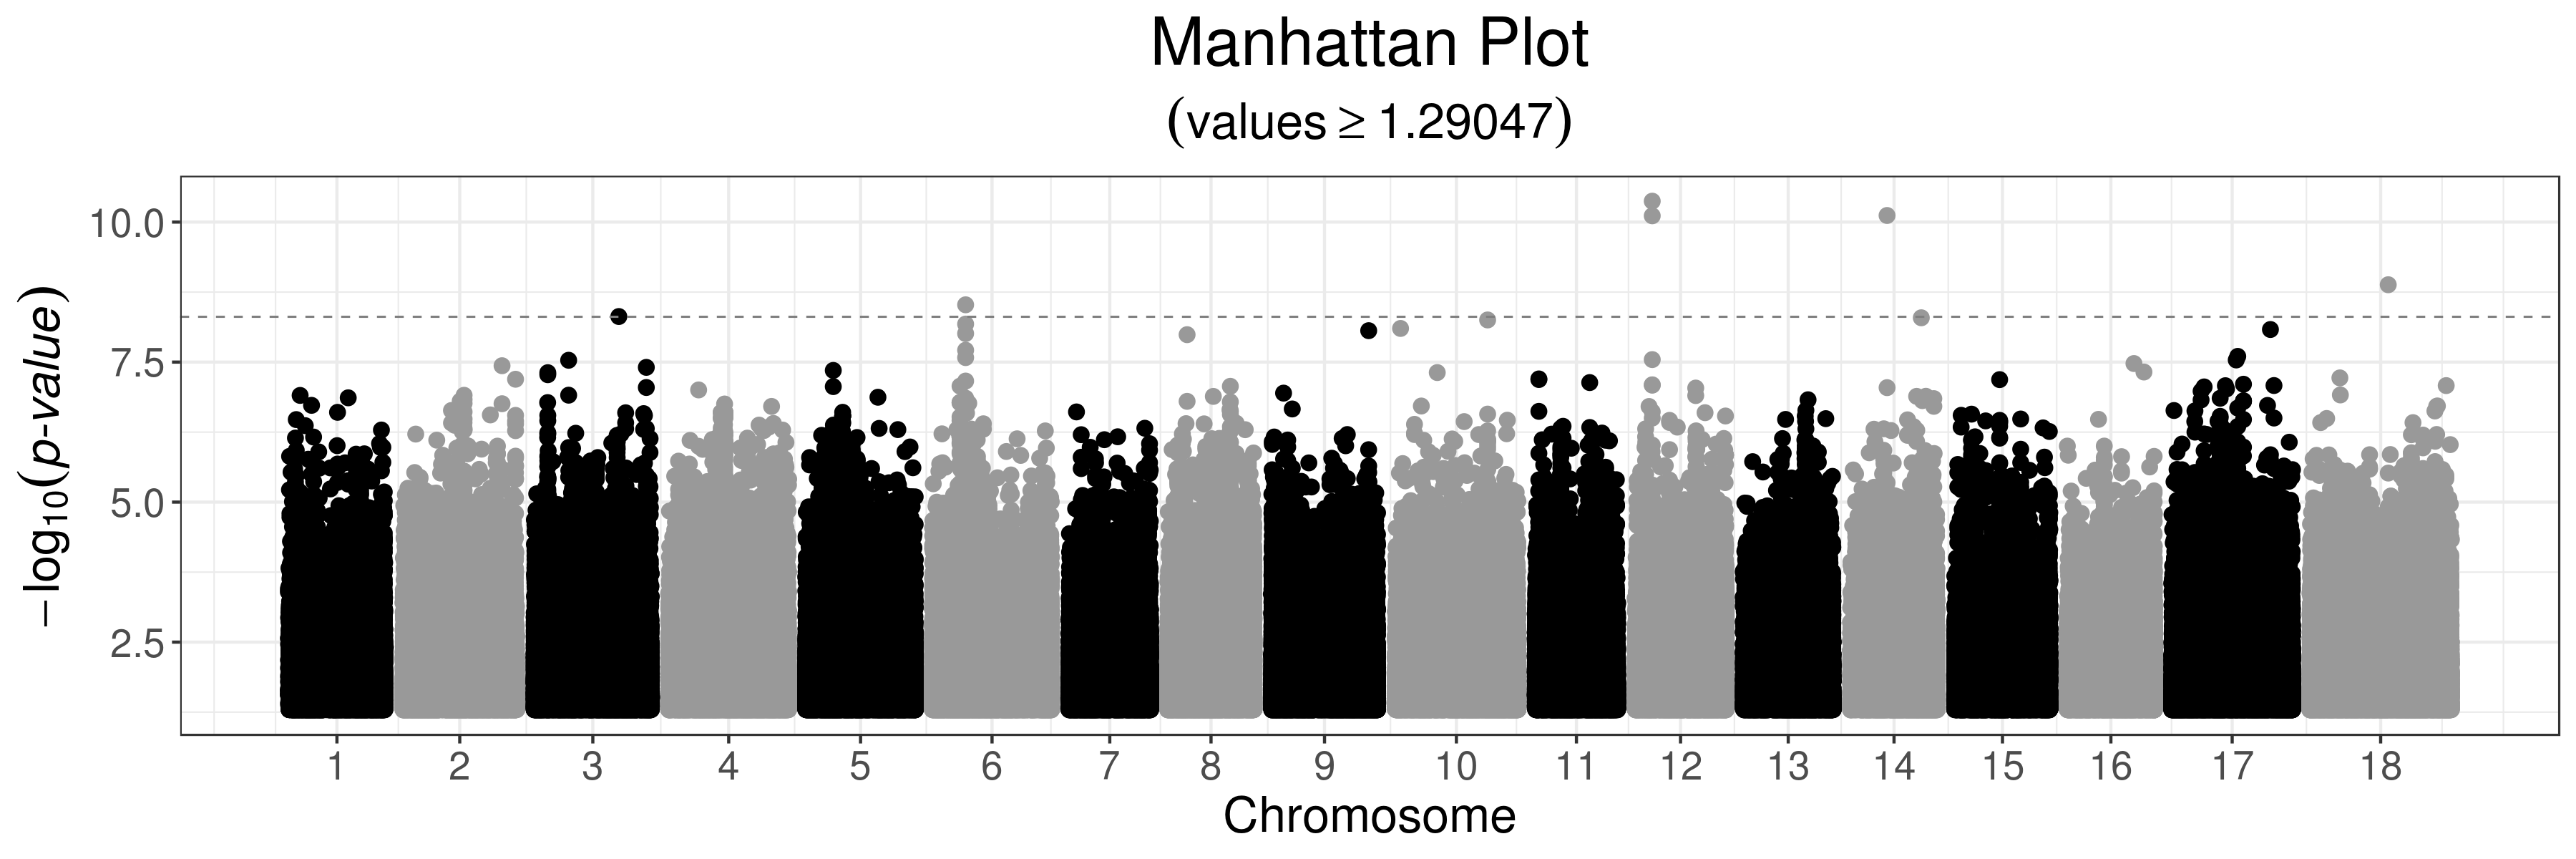 Manhattan Plot
(values ≥ 1.29047)
−log10(p-value)
10.0
7.5
5.0
2.5
1 2 3 4 5 6 7 8 9 10 11 12 13 14 15 16 17 18
Chromosome